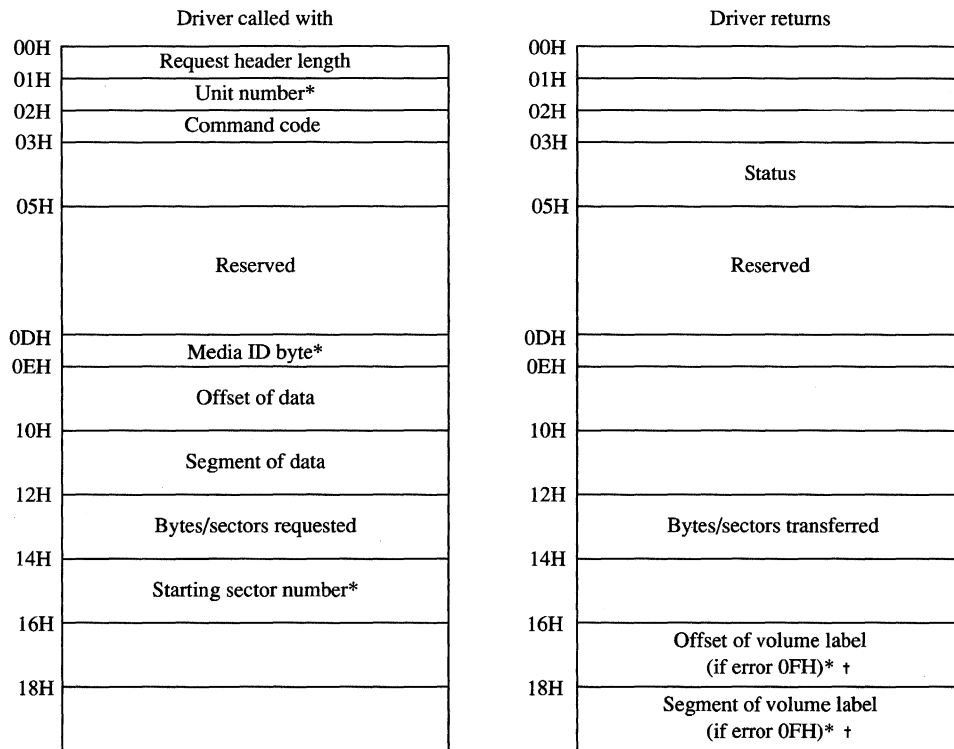 Driver called with
00H
Request header length
01H
Unit number*
02H
Command code
03H
05H
Reserved
0DH
Media ID byte*
0EH
Offset of data
10H
Segment of data
12H
Bytes/sectors requested
14H
Starting sector number*
16H
18H
Driver returns
00H
01H
02H
03H
Status
05H
Reserved
0DH
0EH
10H
12H
Bytes/sectors transferred
14H
16H
Offset of volume label
(if error 0FH)* †
18H
Segment of volume label
(if error 0FH)* †